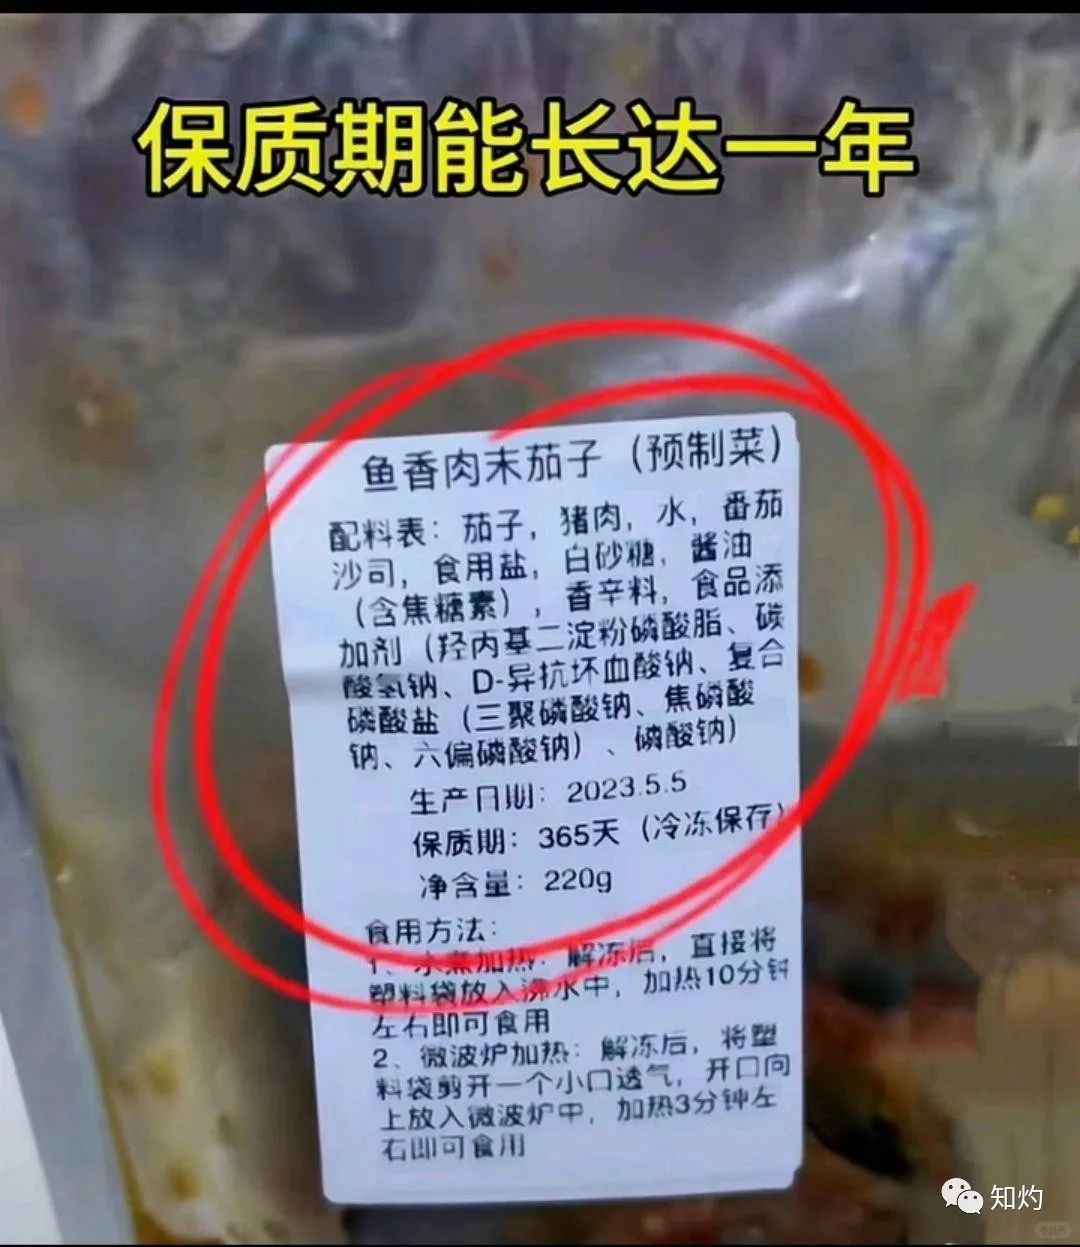 保质期能长达一年
鱼香肉末茄子（预制菜）
配料表：茄子，猪肉，水，番茄
沙司，食用盐，白砂糖，酱油
（含焦糖素），香辛料，食品添
加剂（羟丙基二淀粉磷酸脂、碳
酸氢钠、D-异抗坏血酸钠、复合
磷酸盐（三聚磷酸钠、焦磷酸
钠、六偏磷酸钠）、磷酸钠）
生产日期：2023.5.5
保质期：365天（冷冻保存）
净含量：220g
食用方法：
1、水煮加热：解冻后，直接将
塑料袋放入沸水中，加热10分钟
左右即可食用
2、微波炉加热：解冻后，将塑
料袋剪开一个小口透气，开口向
上放入微波炉中，加热3分钟左
右即可食用
知灼